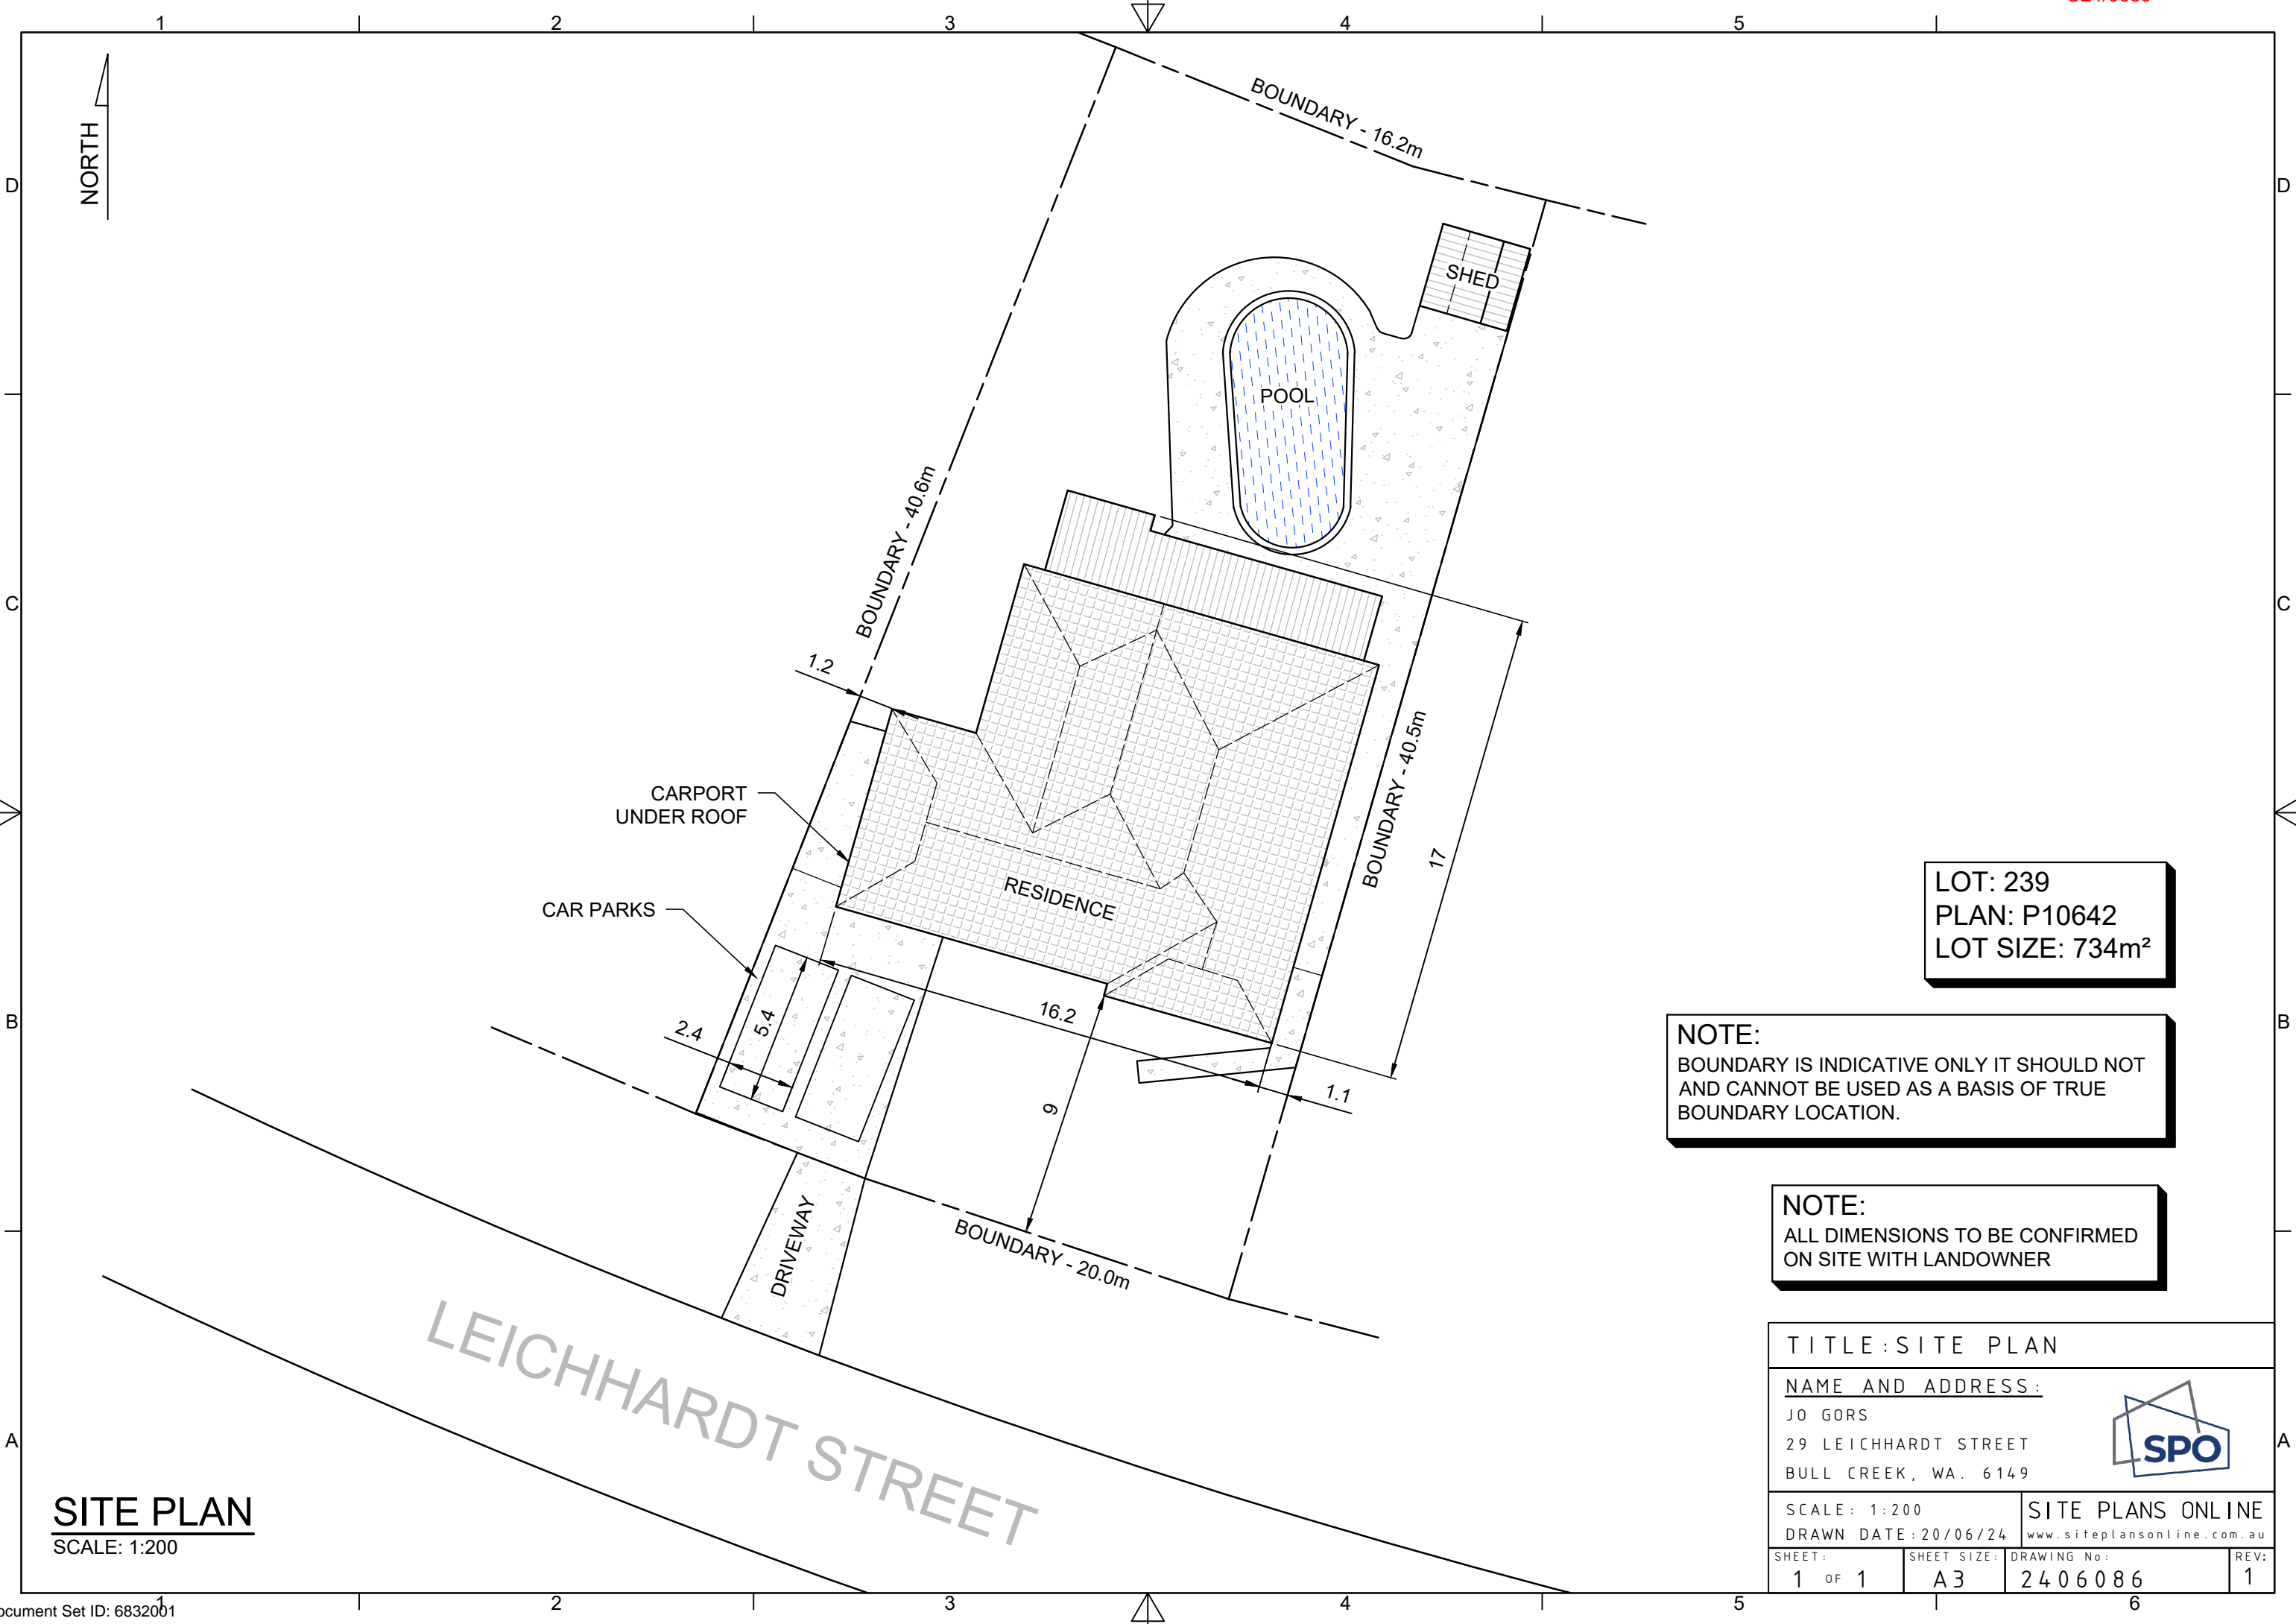 1 2 3 4 5
NORTH
BOUNDARY - 16.2m
D D
SHED
POOL
BOUNDARY - 40.6m
C C
1.2
CARPORT
UNDER ROOF
BOUNDARY - 40.5m
17
RESIDENCE
CAR PARKS
LOT: 239
PLAN: P10642
LOT SIZE: 734m²
B B
16.2
2.4
5.4
9
1.1
NOTE:
BOUNDARY IS INDICATIVE ONLY IT SHOULD NOT
AND CANNOT BE USED AS A BASIS OF TRUE
BOUNDARY LOCATION.
NOTE:
ALL DIMENSIONS TO BE CONFIRMED
ON SITE WITH LANDOWNER
DRIVEWAY
BOUNDARY - 20.0m
LEICHHARDT STREET
A A
TITLE:SITE PLAN
NAME AND ADDRESS:
JO GORS
29 LEICHHARDT STREET
BULL CREEK, WA. 6149
SPO
SCALE: 1:200
DRAWN DATE:20/06/24
SITE PLANS ONLINE
www.siteplansonline.com.au
SHEET:
1 OF 1
SHEET SIZE:
A3
DRAWING No:
2406086
REV:
1
SITE PLAN
SCALE: 1:200
1 2 3 4 5 6
ocument Set ID: 6832001